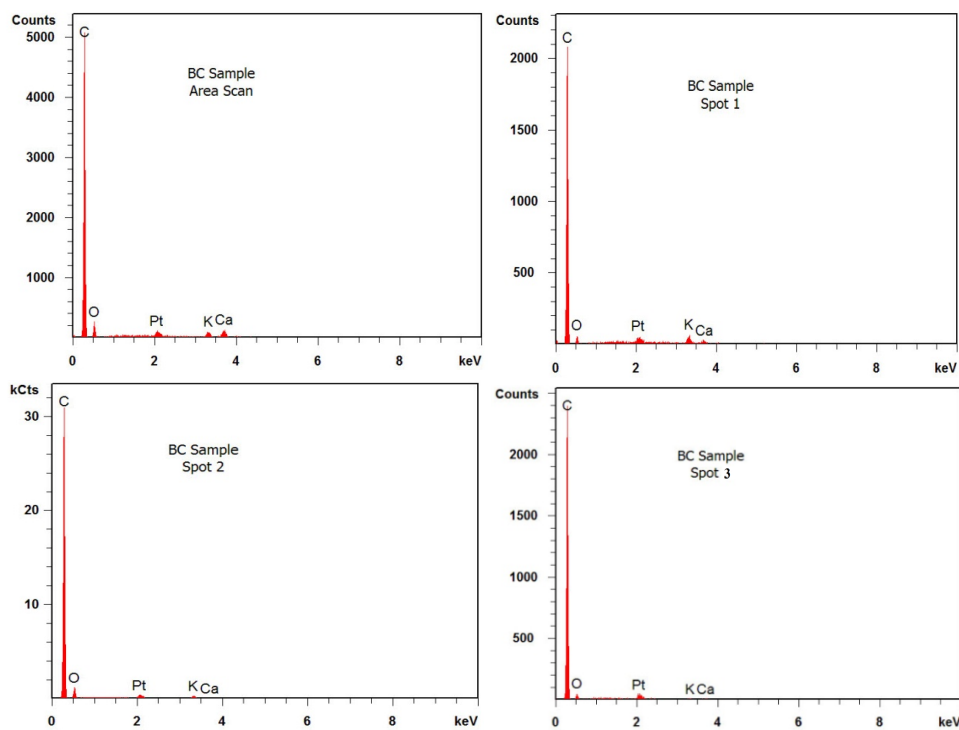 Counts
5000
4000
3000
2000
1000
C
O
Pt
K
Ca
BC Sample
Area Scan
0
2
4
6
8
keV
Counts
2000
1500
1000
500
C
O
Pt
K
Ca
BC Sample
Spot 1
0
2
4
6
8
keV
kCts
30
20
10
C
O
Pt
K
Ca
BC Sample
Spot 2
0
2
4
6
8
keV
Counts
2000
1500
1000
500
C
O
Pt
K
Ca
BC Sample
Spot 3
0
2
4
6
8
keV